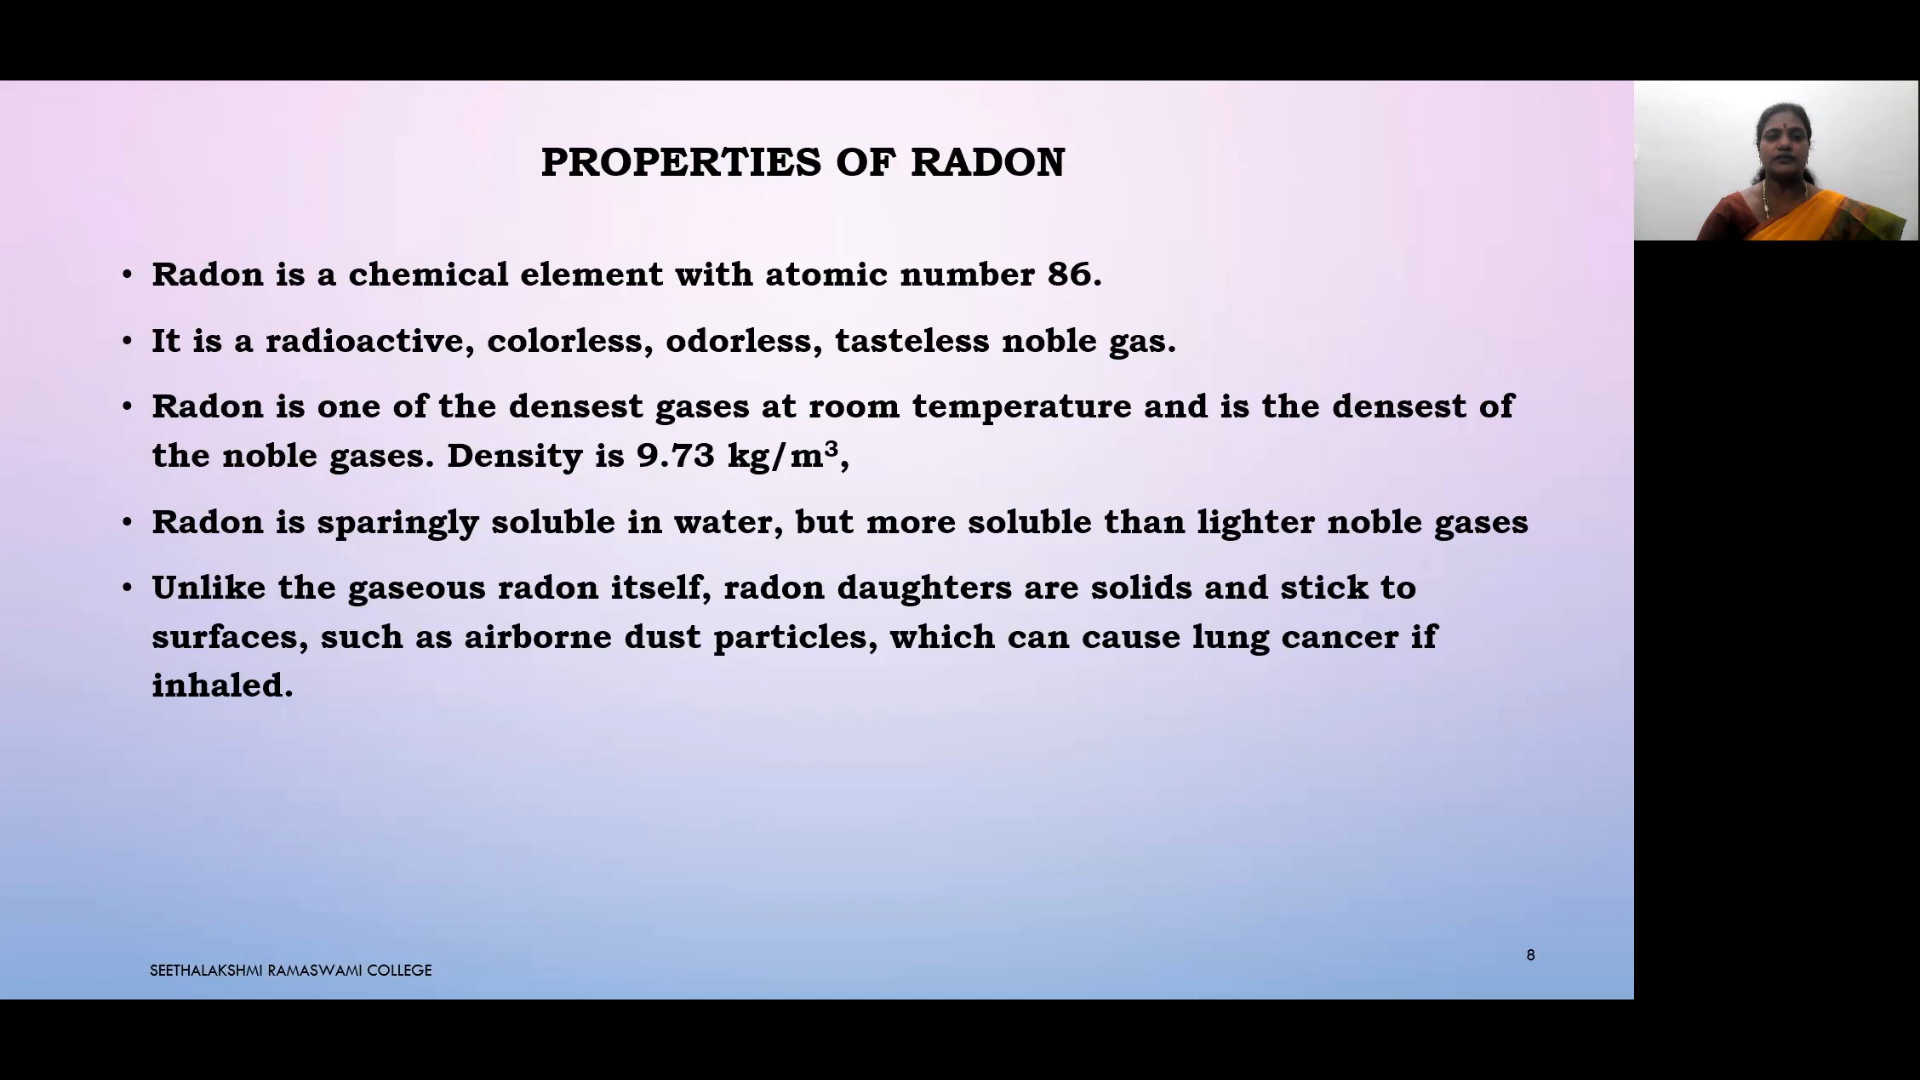 PROPERTIES OF RADON
• Radon is a chemical element with atomic number 86.
• It is a radioactive, colorless, odorless, tasteless noble gas.
• Radon is one of the densest gases at room temperature and is the densest of
the noble gases. Density is 9.73 kg/m³,
• Radon is sparingly soluble in water, but more soluble than lighter noble gases
• Unlike the gaseous radon itself, radon daughters are solids and stick to
surfaces, such as airborne dust particles, which can cause lung cancer if
inhaled.
SEETHALAKSHMI RAMASWAMI COLLEGE
8